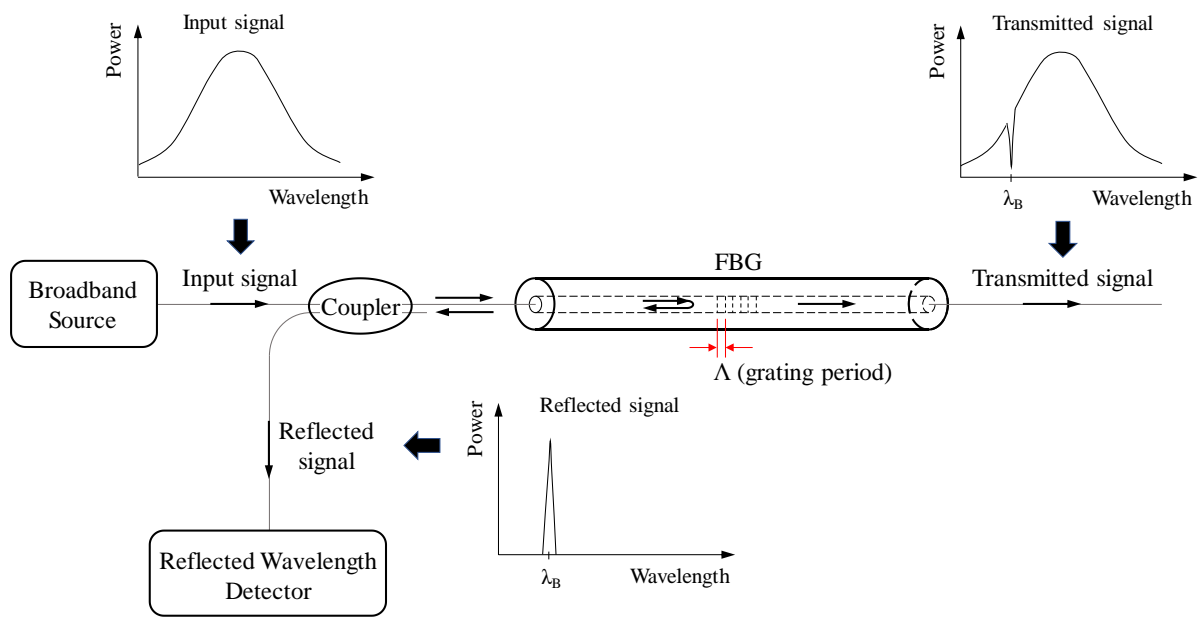 Input signal
Power
Wavelength
Transmitted signal
Power
λB
Wavelength
Broadband
Source
Input signal
Coupler
FBG
Transmitted signal
Λ (grating period)
Reflected
signal
Reflected signal
Power
λB
Wavelength
Reflected Wavelength
Detector